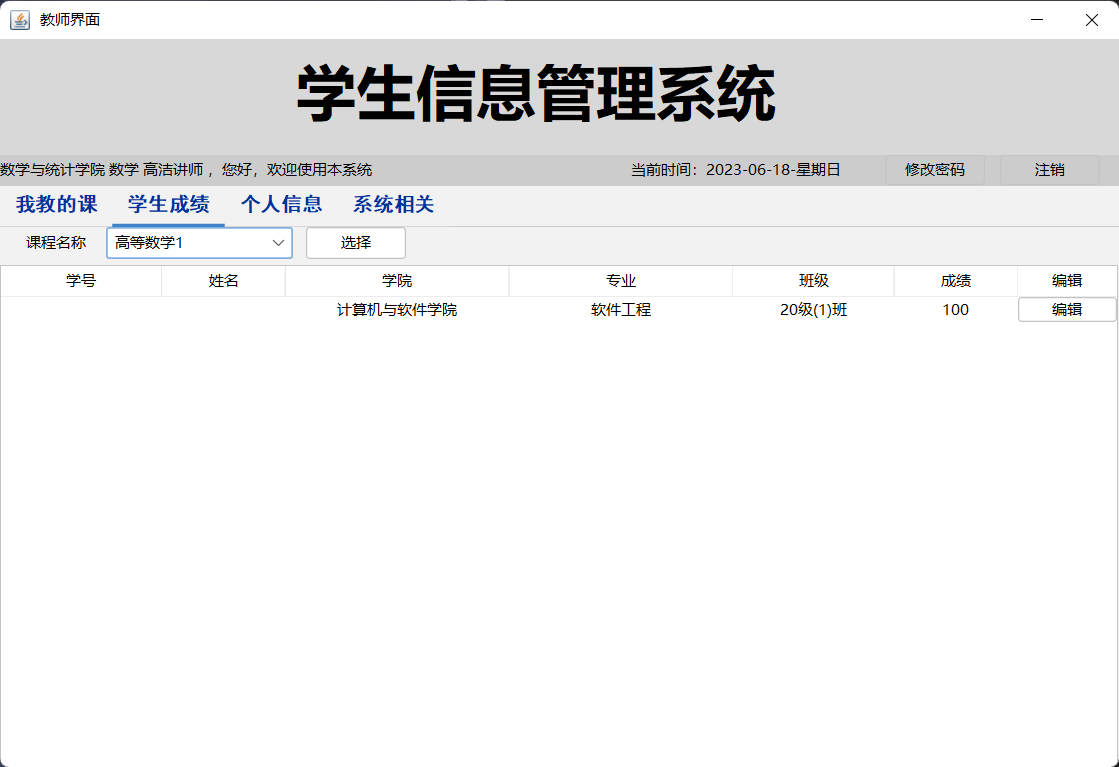 教师界面
学生信息管理系统
数学与统计学院 数学 高洁讲师 ，您好，欢迎使用本系统 当前时间：2023-06-18-星期日 修改密码 注销
我教的课 学生成绩 个人信息 系统相关
课程名称 高等数学1 选择
学号 姓名 学院 专业 班级 成绩 编辑
计算机与软件学院 软件工程 20级(1)班 100 编辑